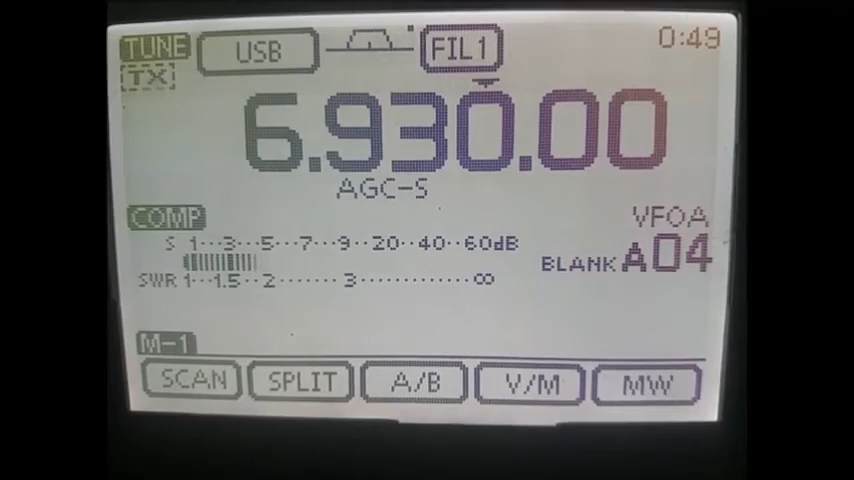 TUNE USB FIL1 0:49
TX
6.930.00
AGC-S
COMP VFOA
S 1···3···5···7···9··20··40··60dB
BLANK A04
SWR 1···1.5··2·······3·············∞
M-1
SCAN SPLIT A/B V/M MW